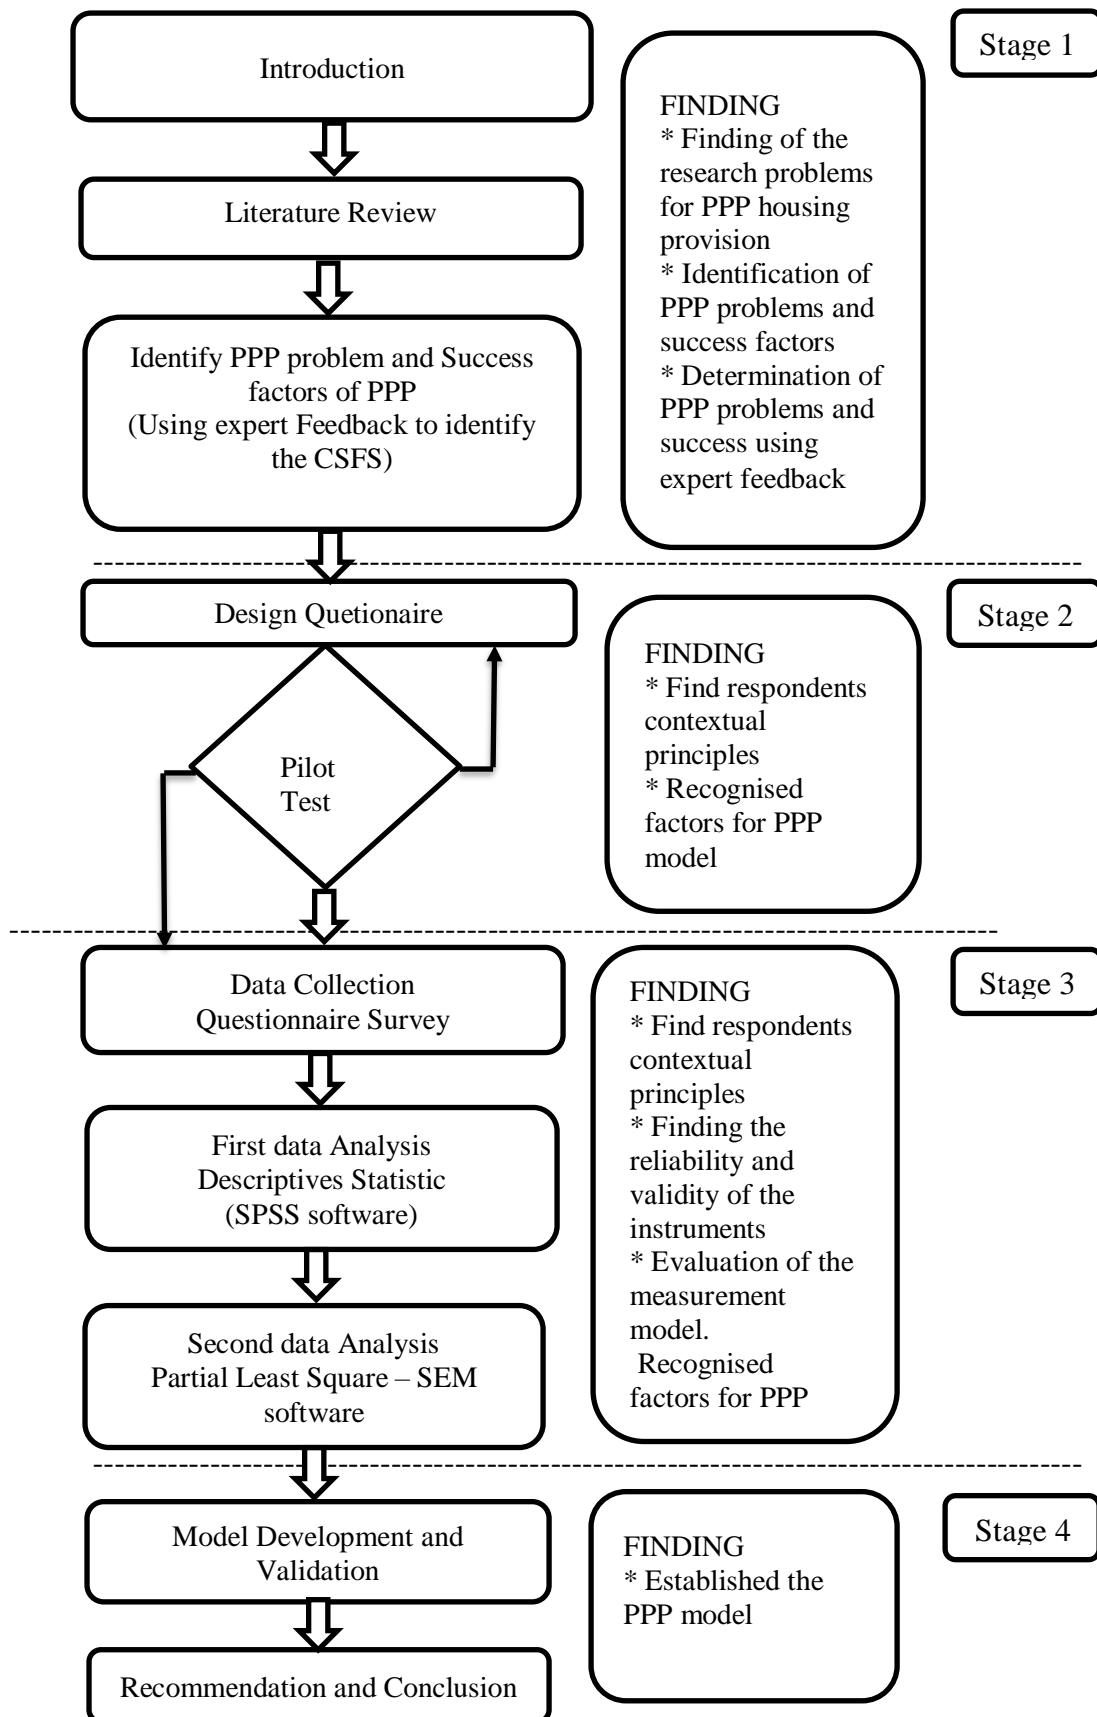 Introduction
Stage 1
FINDING
* Finding of the
research problems
for PPP housing
provision
* Identification of
PPP problems and
success factors
* Determination of
PPP problems and
success using
expert feedback
Literature Review
Identify PPP problem and Success
factors of PPP
(Using expert Feedback to identify
the CSFS)
Design Quetionaire
Stage 2
FINDING
* Find respondents
contextual
principles
* Recognised
factors for PPP
model
Pilot
Test
Data Collection
Questionnaire Survey
Stage 3
FINDING
* Find respondents
contextual
principles
* Finding the
reliability and
validity of the
instruments
* Evaluation of the
measurement
model.
Recognised
factors for PPP
First data Analysis
Descriptives Statistic
(SPSS software)
Second data Analysis
Partial Least Square – SEM
software
Model Development and
Validation
Stage 4
FINDING
* Established the
PPP model
Recommendation and Conclusion